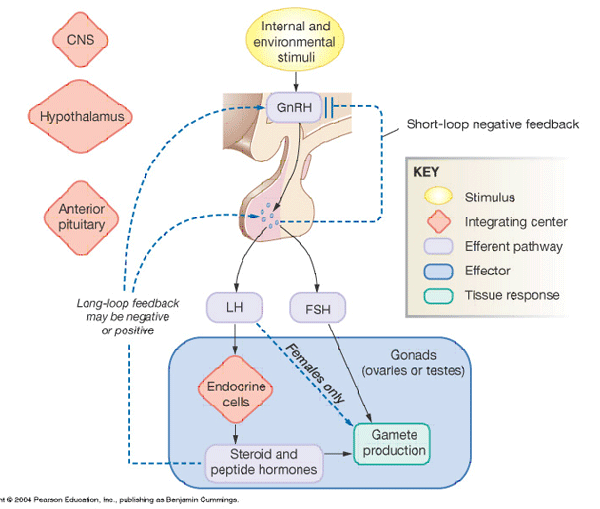 CNS
Internal and
environmental
stimuli
Hypothalamus
GnRH
Short-loop negative feedback
KEY
Stimulus
Integrating center
Efferent pathway
Effector
Tissue response
Anterior
pituitary
Long-loop feedback
may be negative
or positive
LH
FSH
Females only
Gonads
(ovaries or testes)
Endocrine
cells
Steroid and
peptide hormones
Gamete
production
nt © 2004 Pearson Education, Inc., publishing as Benjamin Cummings.